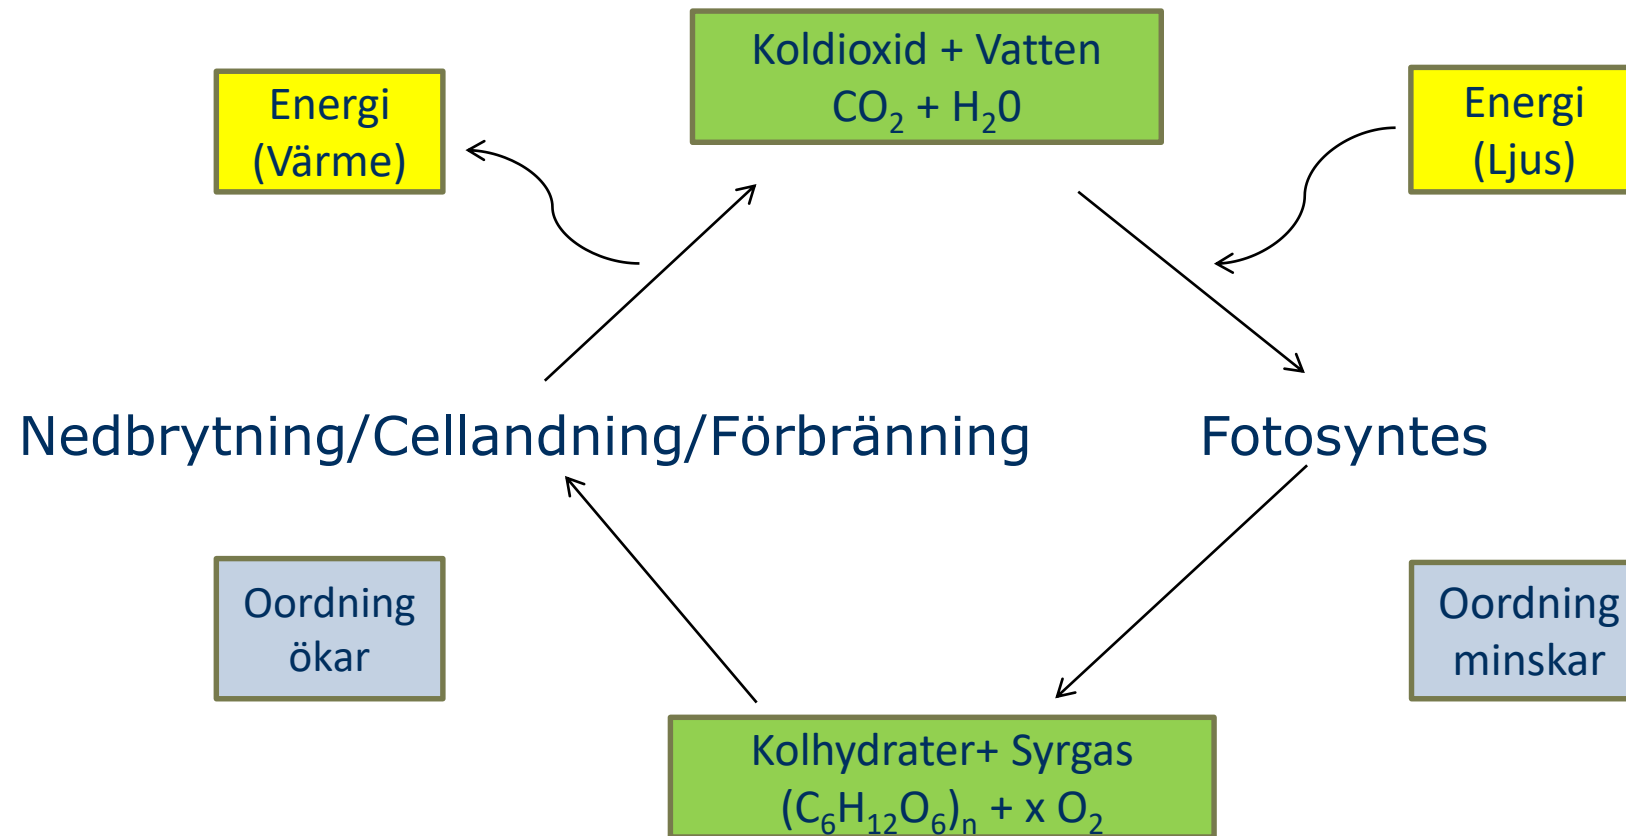 Koldioxid + Vatten
CO₂ + H₂0
Energi
(Värme)
Energi
(Ljus)
Nedbrytning/Cellandning/Förbränning
Fotosyntes
Oordning
ökar
Oordning
minskar
Kolhydrater+ Syrgas
(C₆H₁₂O₆)ₙ + x O₂